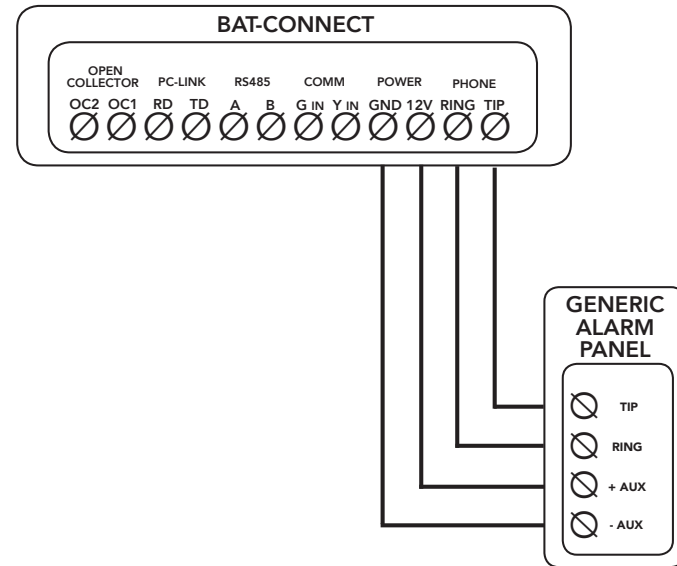 BAT-CONNECT
OPEN
COLLECTOR PC-LINK RS485 COMM POWER PHONE
OC2 OC1 RD TD A B G IN Y IN GND 12V RING TIP
GENERIC
ALARM
PANEL
TIP
RING
+ AUX
- AUX